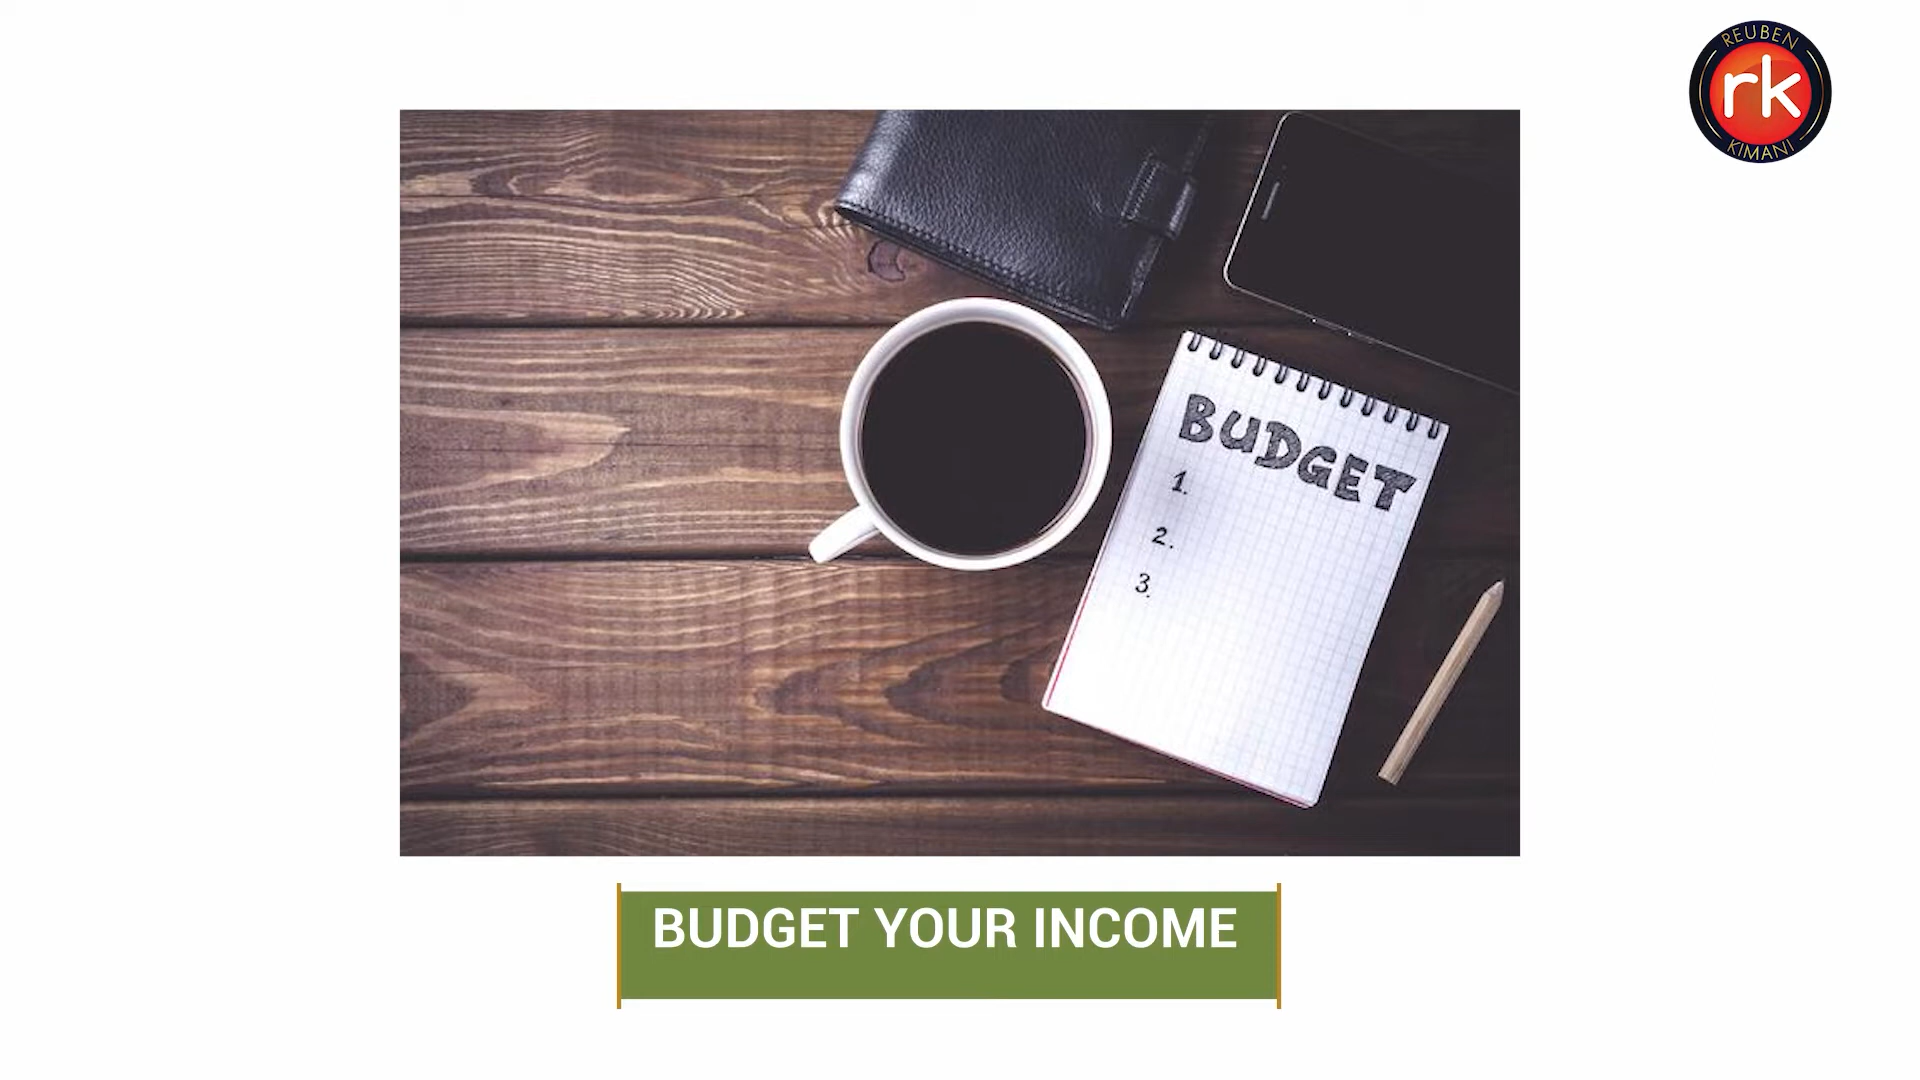 REUBEN
rk
KIMANI
BUDGET
1.
2.
3.
BUDGET YOUR INCOME